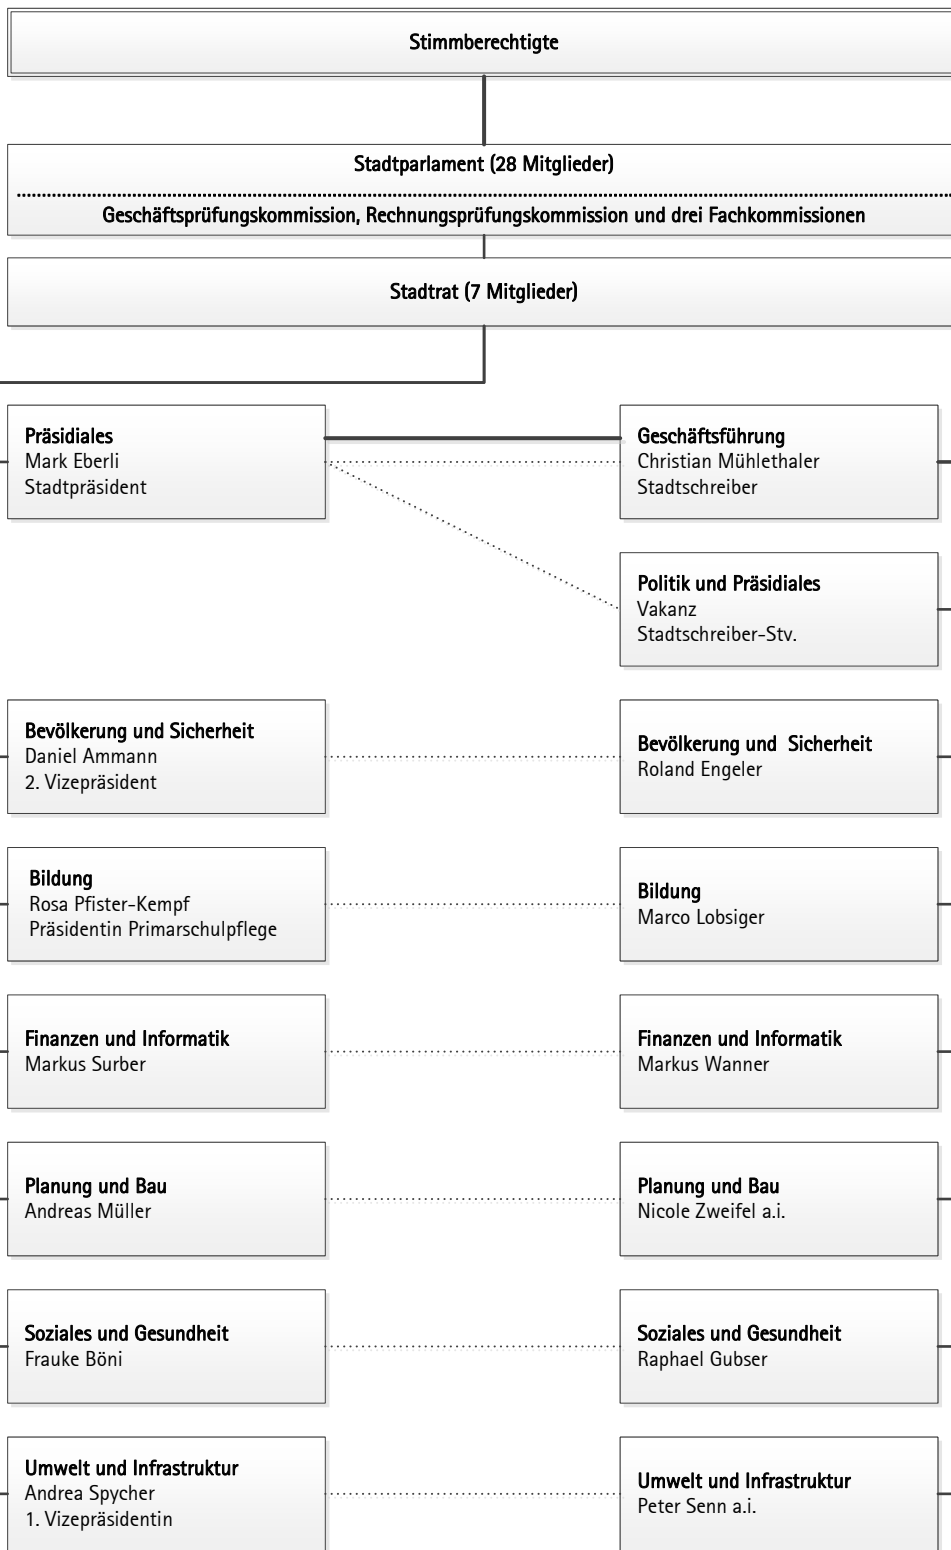 Stimmberechtigte
Stadtparlament (28 Mitglieder)
Geschäftsprüfungskommission, Rechnungsprüfungskommission und drei Fachkommissionen
Stadtrat (7 Mitglieder)
Präsidiales
Mark Eberli
Stadtpräsident
Geschäftsführung
Christian Mühlethaler
Stadtschreiber
Politik und Präsidiales
Vakanz
Stadtschreiber-Stv.
Bevölkerung und Sicherheit
Daniel Ammann
2. Vizepräsident
Bevölkerung und  Sicherheit
Roland Engeler
Bildung
Rosa Pfister-Kempf
Präsidentin Primarschulpflege
Bildung
Marco Lobsiger
Finanzen und Informatik
Markus Surber
Finanzen und Informatik
Markus Wanner
Planung und Bau
Andreas Müller
Planung und Bau
Nicole Zweifel a.i.
Soziales und Gesundheit
Frauke Böni
Soziales und Gesundheit
Raphael Gubser
Umwelt und Infrastruktur
Andrea Spycher
1. Vizepräsidentin
Umwelt und Infrastruktur
Peter Senn a.i.